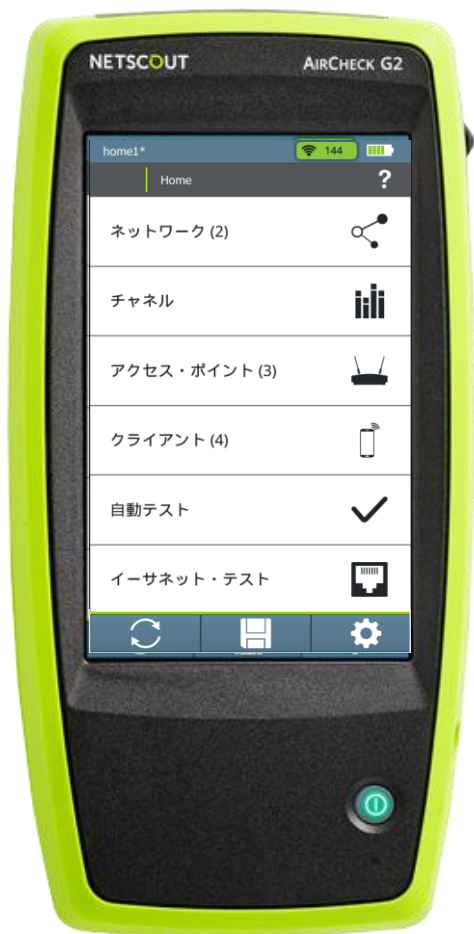 NETSCOUT
AIRCHECK G2
home1*
144
Home
?
ネットワーク (2)
チャネル
アクセス・ポイント (3)
クライアント (4)
自動テスト
イーサネット・テスト